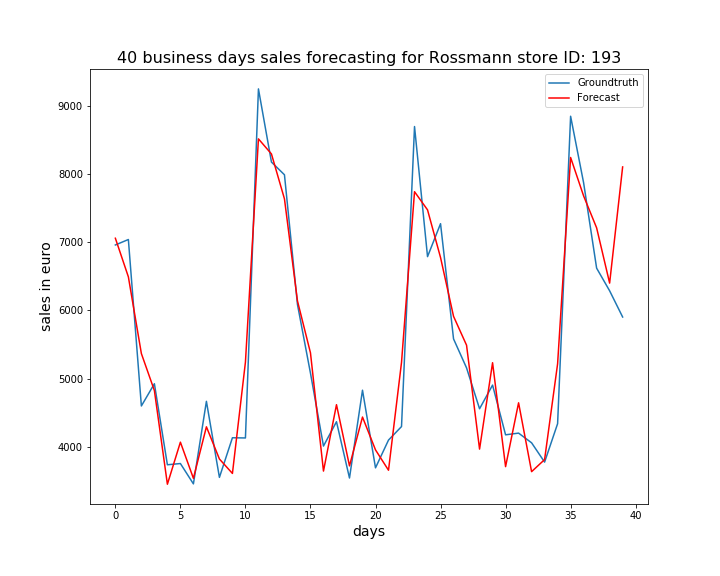 40 business days sales forecasting for Rossmann store ID: 193
Groundtruth
Forecast
9000
8000
7000
6000
5000
4000
sales in euro
0 5 10 15 20 25 30 35 40
days